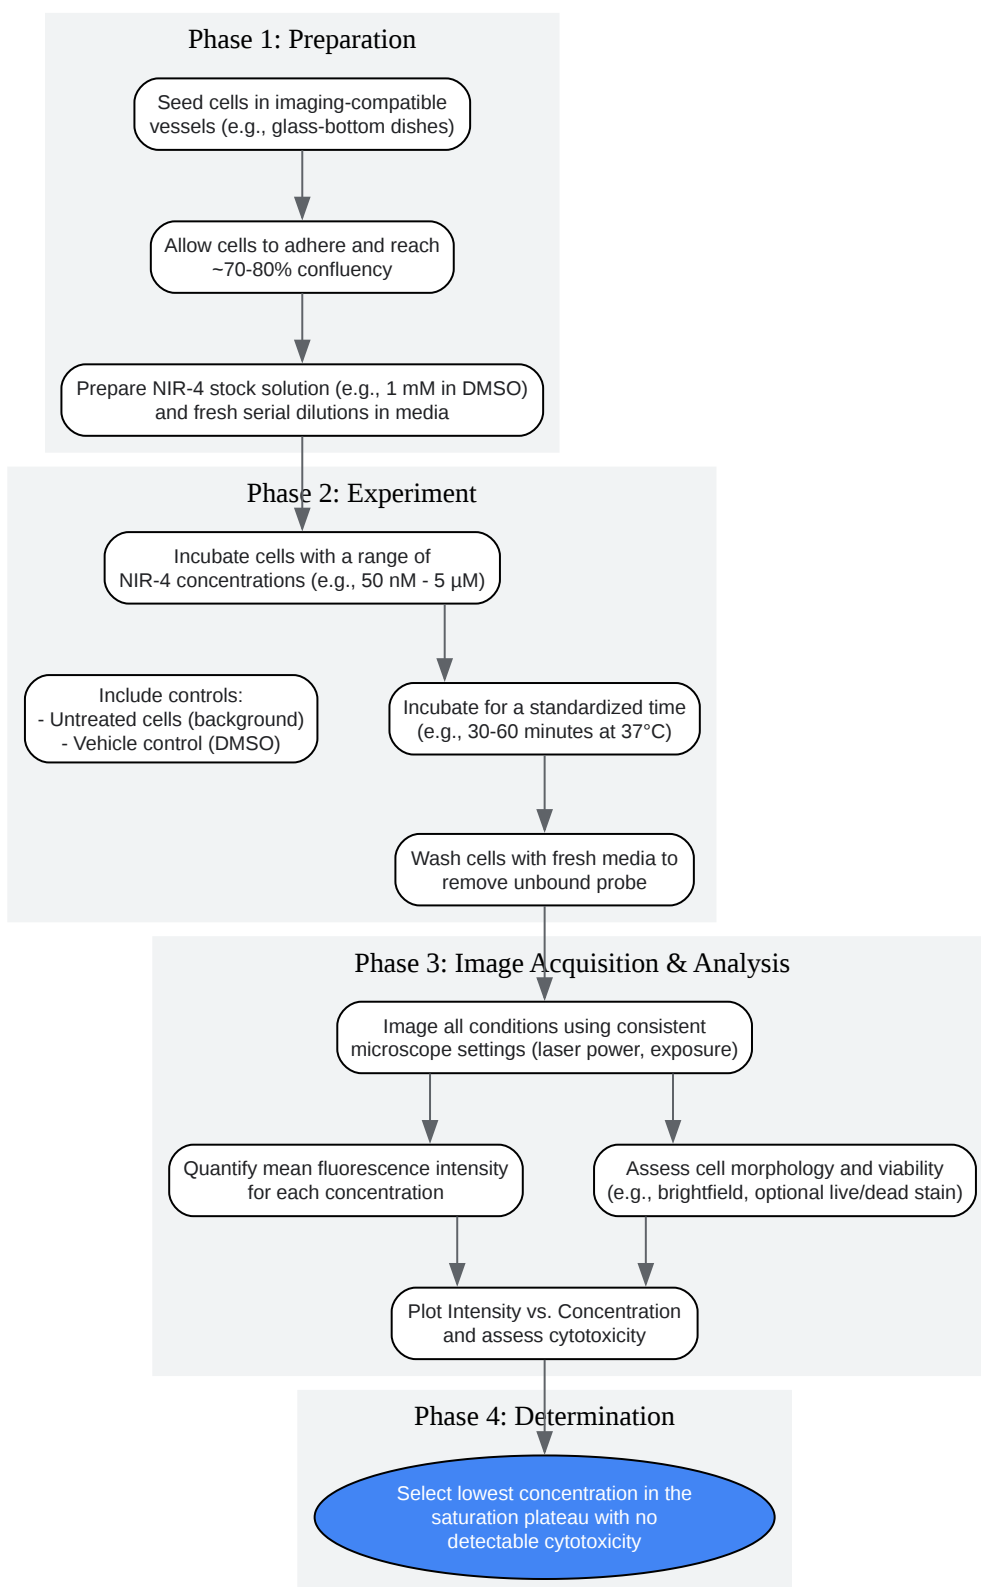 Phase 1: Preparation
Seed cells in imaging-compatible
vessels (e.g., glass-bottom dishes)
Allow cells to adhere and reach
~70-80% confluency
Prepare NIR-4 stock solution (e.g., 1 mM in DMSO)
and fresh serial dilutions in media
Phase 2: Experiment
Incubate cells with a range of
NIR-4 concentrations (e.g., 50 nM - 5 µM)
Include controls:
- Untreated cells (background)
- Vehicle control (DMSO)
Incubate for a standardized time
(e.g., 30-60 minutes at 37°C)
Wash cells with fresh media to
remove unbound probe
Phase 3: Image Acquisition & Analysis
Image all conditions using consistent
microscope settings (laser power, exposure)
Quantify mean fluorescence intensity
for each concentration
Assess cell morphology and viability
(e.g., brightfield, optional live/dead stain)
Plot Intensity vs. Concentration
and assess cytotoxicity
Phase 4: Determination
Select lowest concentration in the
saturation plateau with no
detectable cytotoxicity